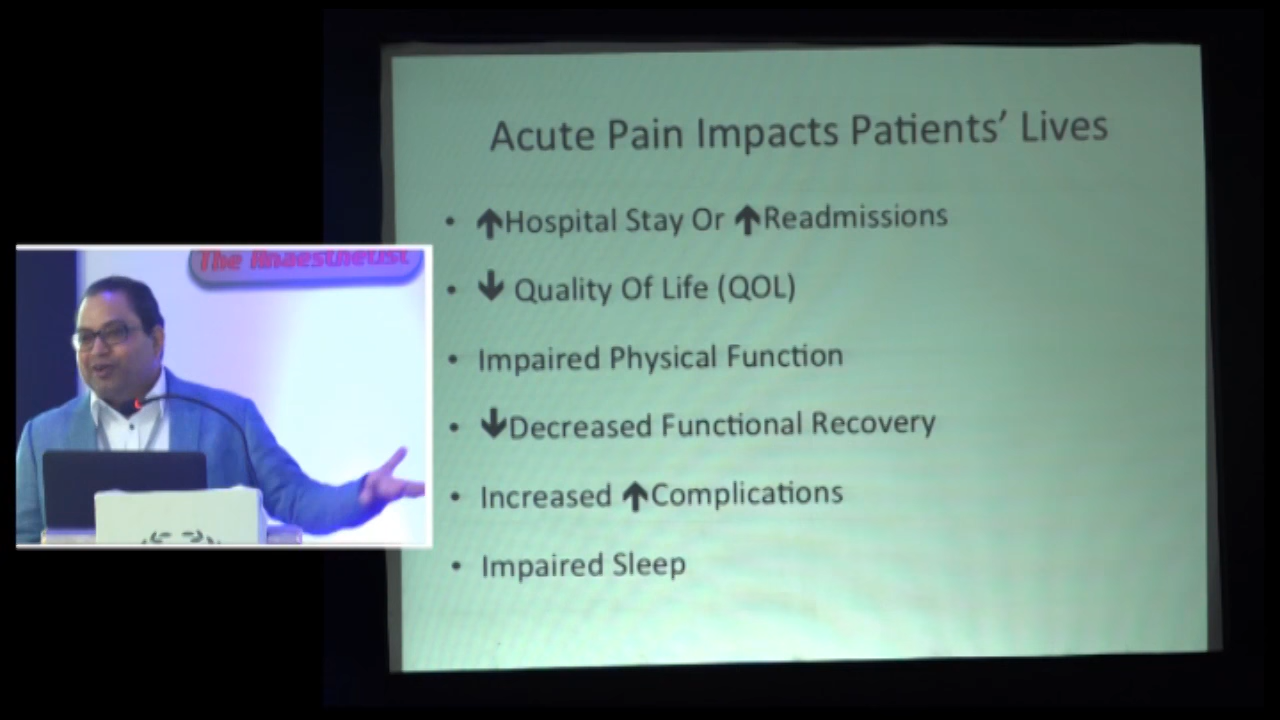 Acute Pain Impacts Patients' Lives
• ↑Hospital Stay Or ↑Readmissions
• ↓ Quality Of Life (QOL)
• Impaired Physical Function
• ↓Decreased Functional Recovery
• Increased ↑Complications
• Impaired Sleep
The Anaesthetist